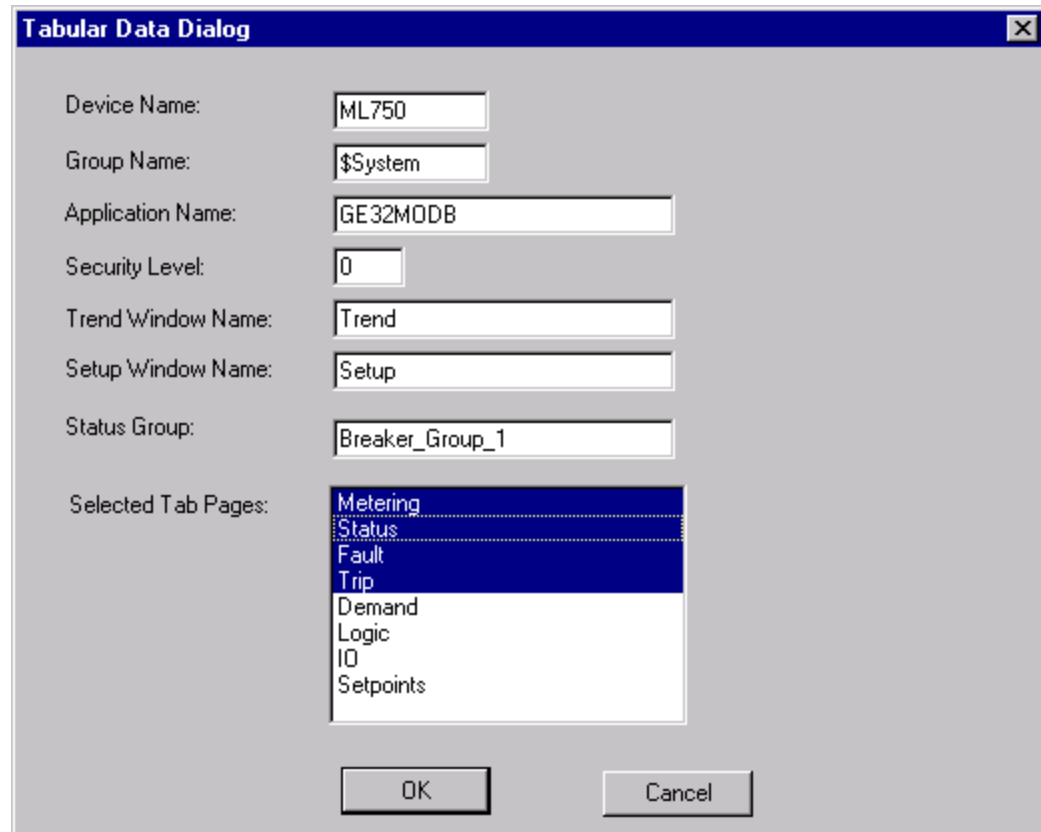 Tabular Data Dialog
Device Name: ML750
Group Name: $System
Application Name: GE32MODB
Security Level: 0
Trend Window Name: Trend
Setup Window Name: Setup
Status Group: Breaker_Group_1
Selected Tab Pages: Metering
Status
Fault
Trip
Demand
Logic
IO
Setpoints
OK Cancel